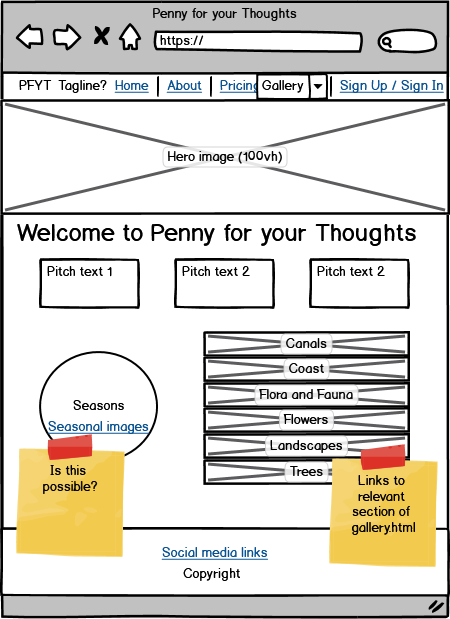 Penny for your Thoughts
https://
PFYT Tagline? Home About Pricing Gallery Sign Up / Sign In
Hero image (100vh)
Welcome to Penny for your Thoughts
Pitch text 1 Pitch text 2 Pitch text 2
Canals
Coast
Flora and Fauna
Flowers
Landscapes
Trees
Seasons
Seasonal images
Is this
possible?
Links to
relevant
section of
gallery.html
Social media links
Copyright